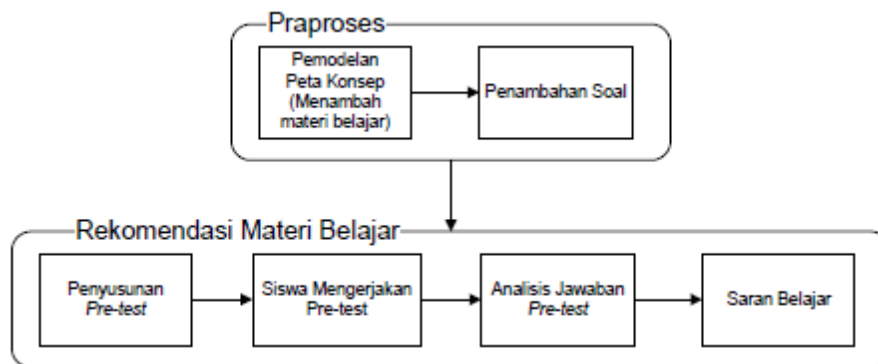 Praproses
Pemodelan
Peta Konsep
(Menambah
materi belajar)
Penambahan Soal
Rekomendasi Materi Belajar
Penyusunan
Pre-test
Siswa Mengerjakan
Pre-test
Analisis Jawaban
Pre-test
Saran Belajar